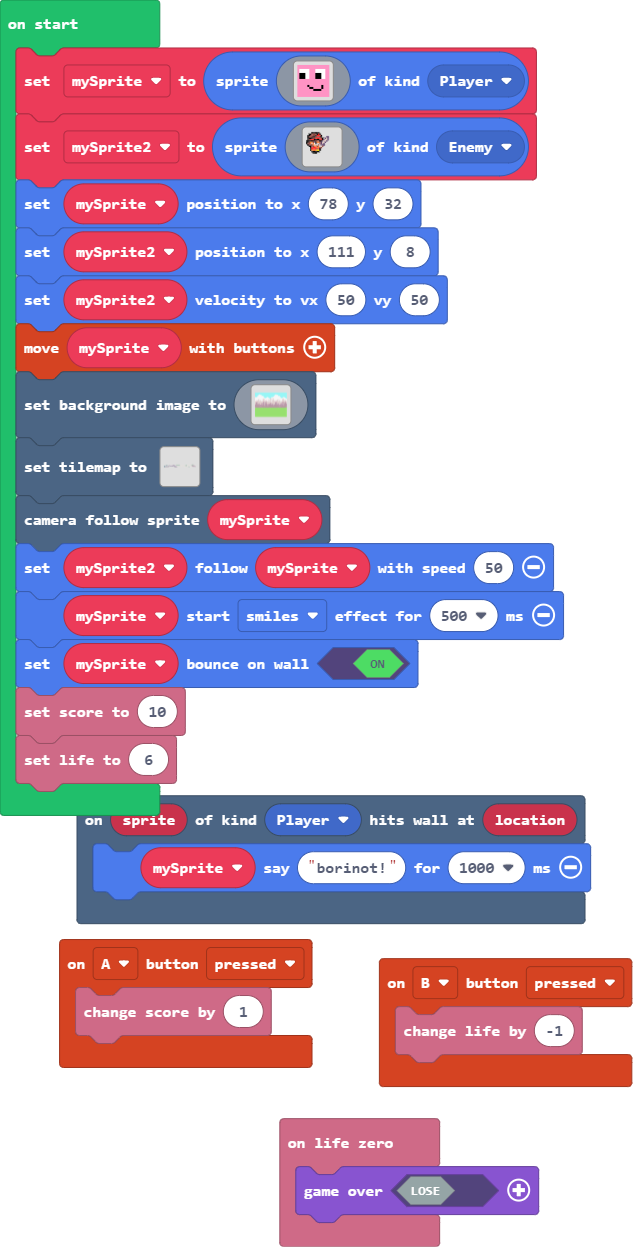 on start
set mySprite to sprite of kind Player
set mySprite2 to sprite of kind Enemy
set mySprite position to x 78 y 32
set mySprite2 position to x 111 y 8
set mySprite2 velocity to vx 50 vy 50
move mySprite with buttons
set background image to
set tilemap to
camera follow sprite mySprite
set mySprite2 follow mySprite with speed 50
mySprite start smiles effect for 500 ms
set mySprite bounce on wall ON
set score to 10
set life to 6
on sprite of kind Player hits wall at location
mySprite say "borinot!" for 1000 ms
on A button pressed
change score by 1
on B button pressed
change life by -1
on life zero
game over LOSE